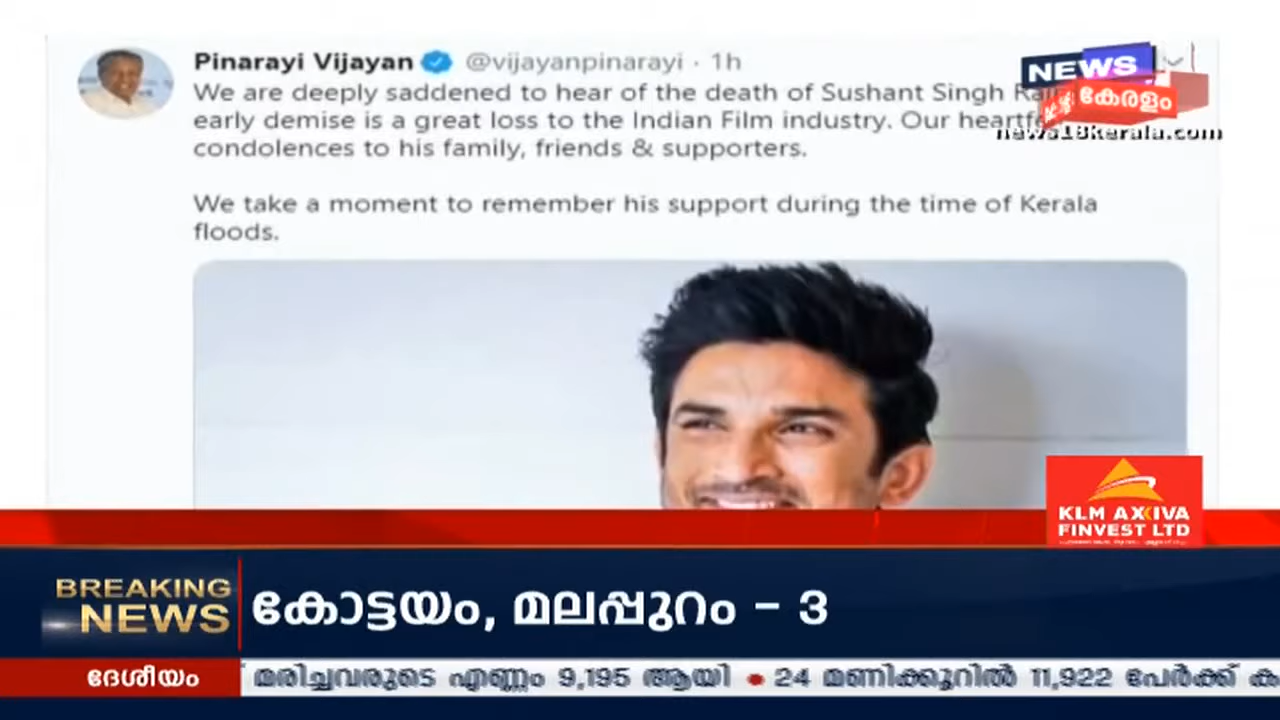 Pinarayi Vijayan @vijayanpinarayi · 1h
We are deeply saddened to hear of the death of Sushant Singh
early demise is a great loss to the Indian Film industry. Our
condolences to his family, friends & supporters.
We take a moment to remember his support during the time of Kerala
floods.
NEWS
കേരളം
news18kerala.com
KLM AXIVA
FINVEST LTD
BREAKING
NEWS
കോട്ടയം, മലപ്പുറം - 3
ദേശീയം
മരിച്ചവരുടെ എണ്ണം 9,195 ആയി • 24 മണിക്കൂറിൽ 11,922 പേർക്ക്